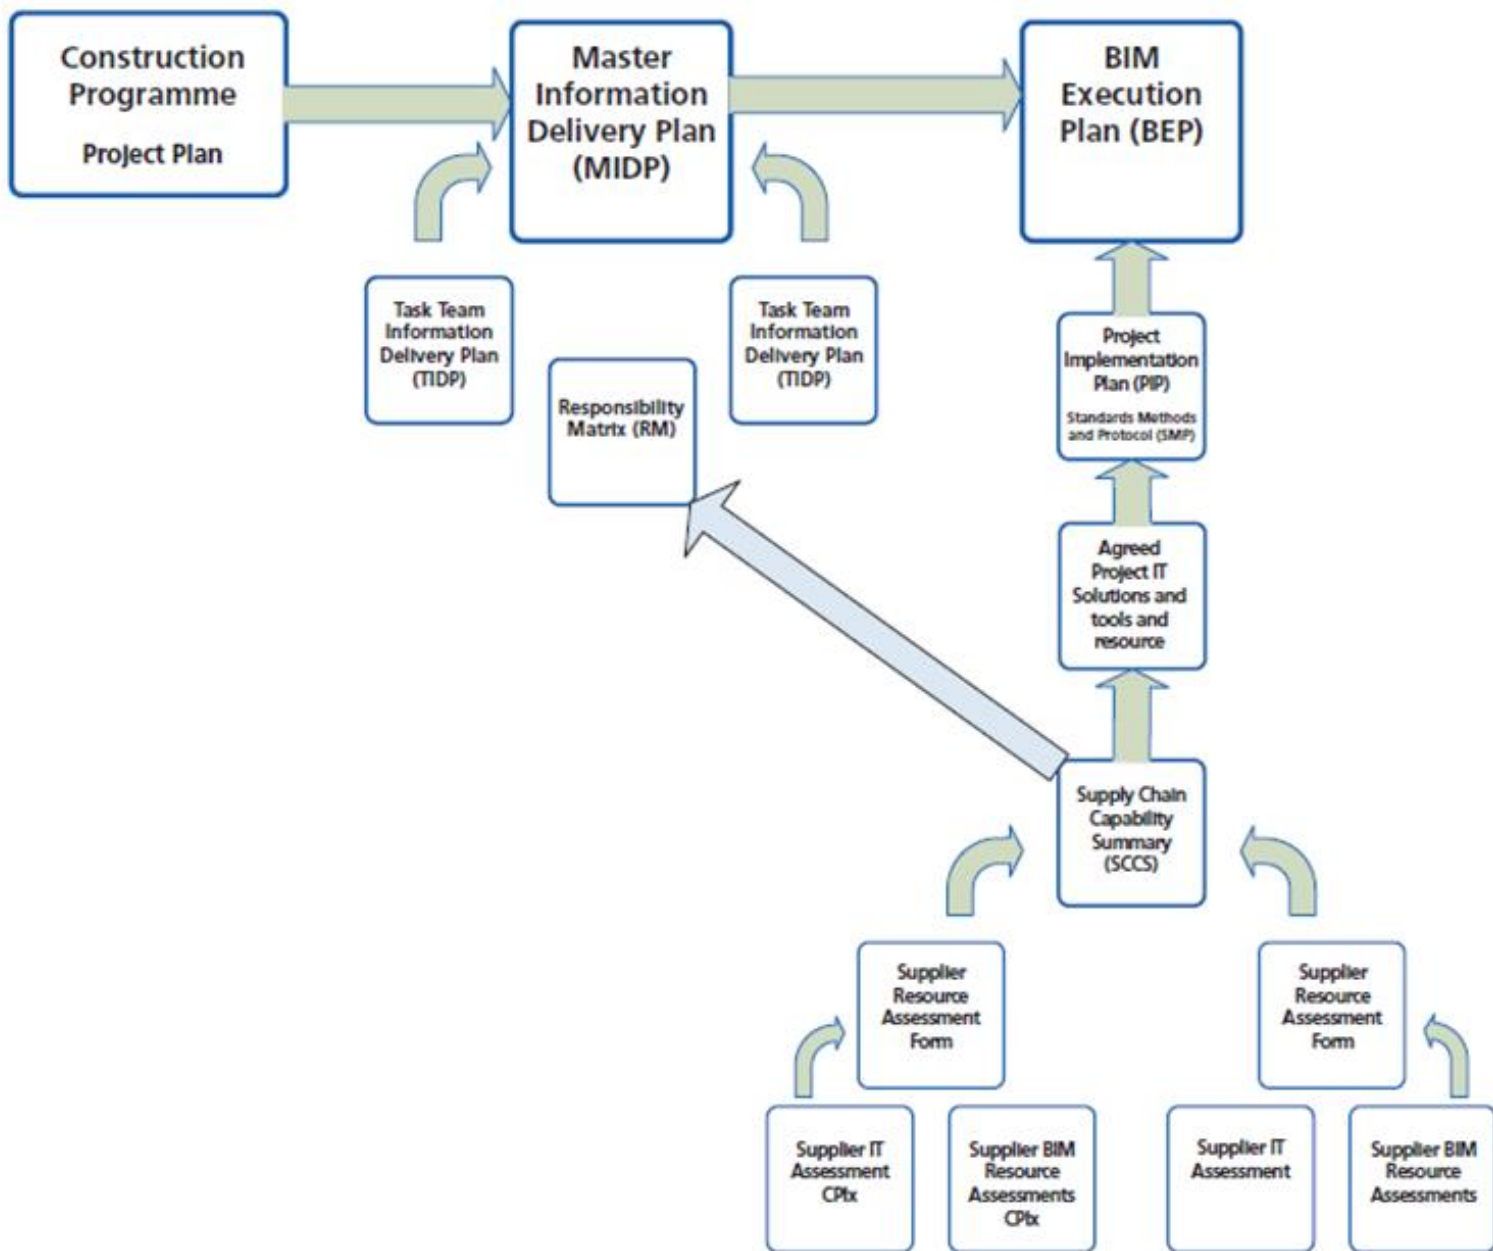 Construction
Programme
Project Plan
Master
Information
Delivery Plan
(MIDP)
BIM
Execution
Plan (BEP)
Task Team
Information
Delivery Plan
(TIDP)
Responsibility
Matrix (RM)
Task Team
Information
Delivery Plan
(TIDP)
Project
Implementation
Plan (PIP)
Standards Methods
and Protocol (SMP)
Agreed
Project IT
Solutions and
tools and
resource
Supply Chain
Capability
Summary
(SCCS)
Supplier
Resource
Assessment
Form
Supplier
Resource
Assessment
Form
Supplier IT
Assessment
CPIx
Supplier BIM
Resource
Assessments
CPIx
Supplier IT
Assessment
Supplier BIM
Resource
Assessments